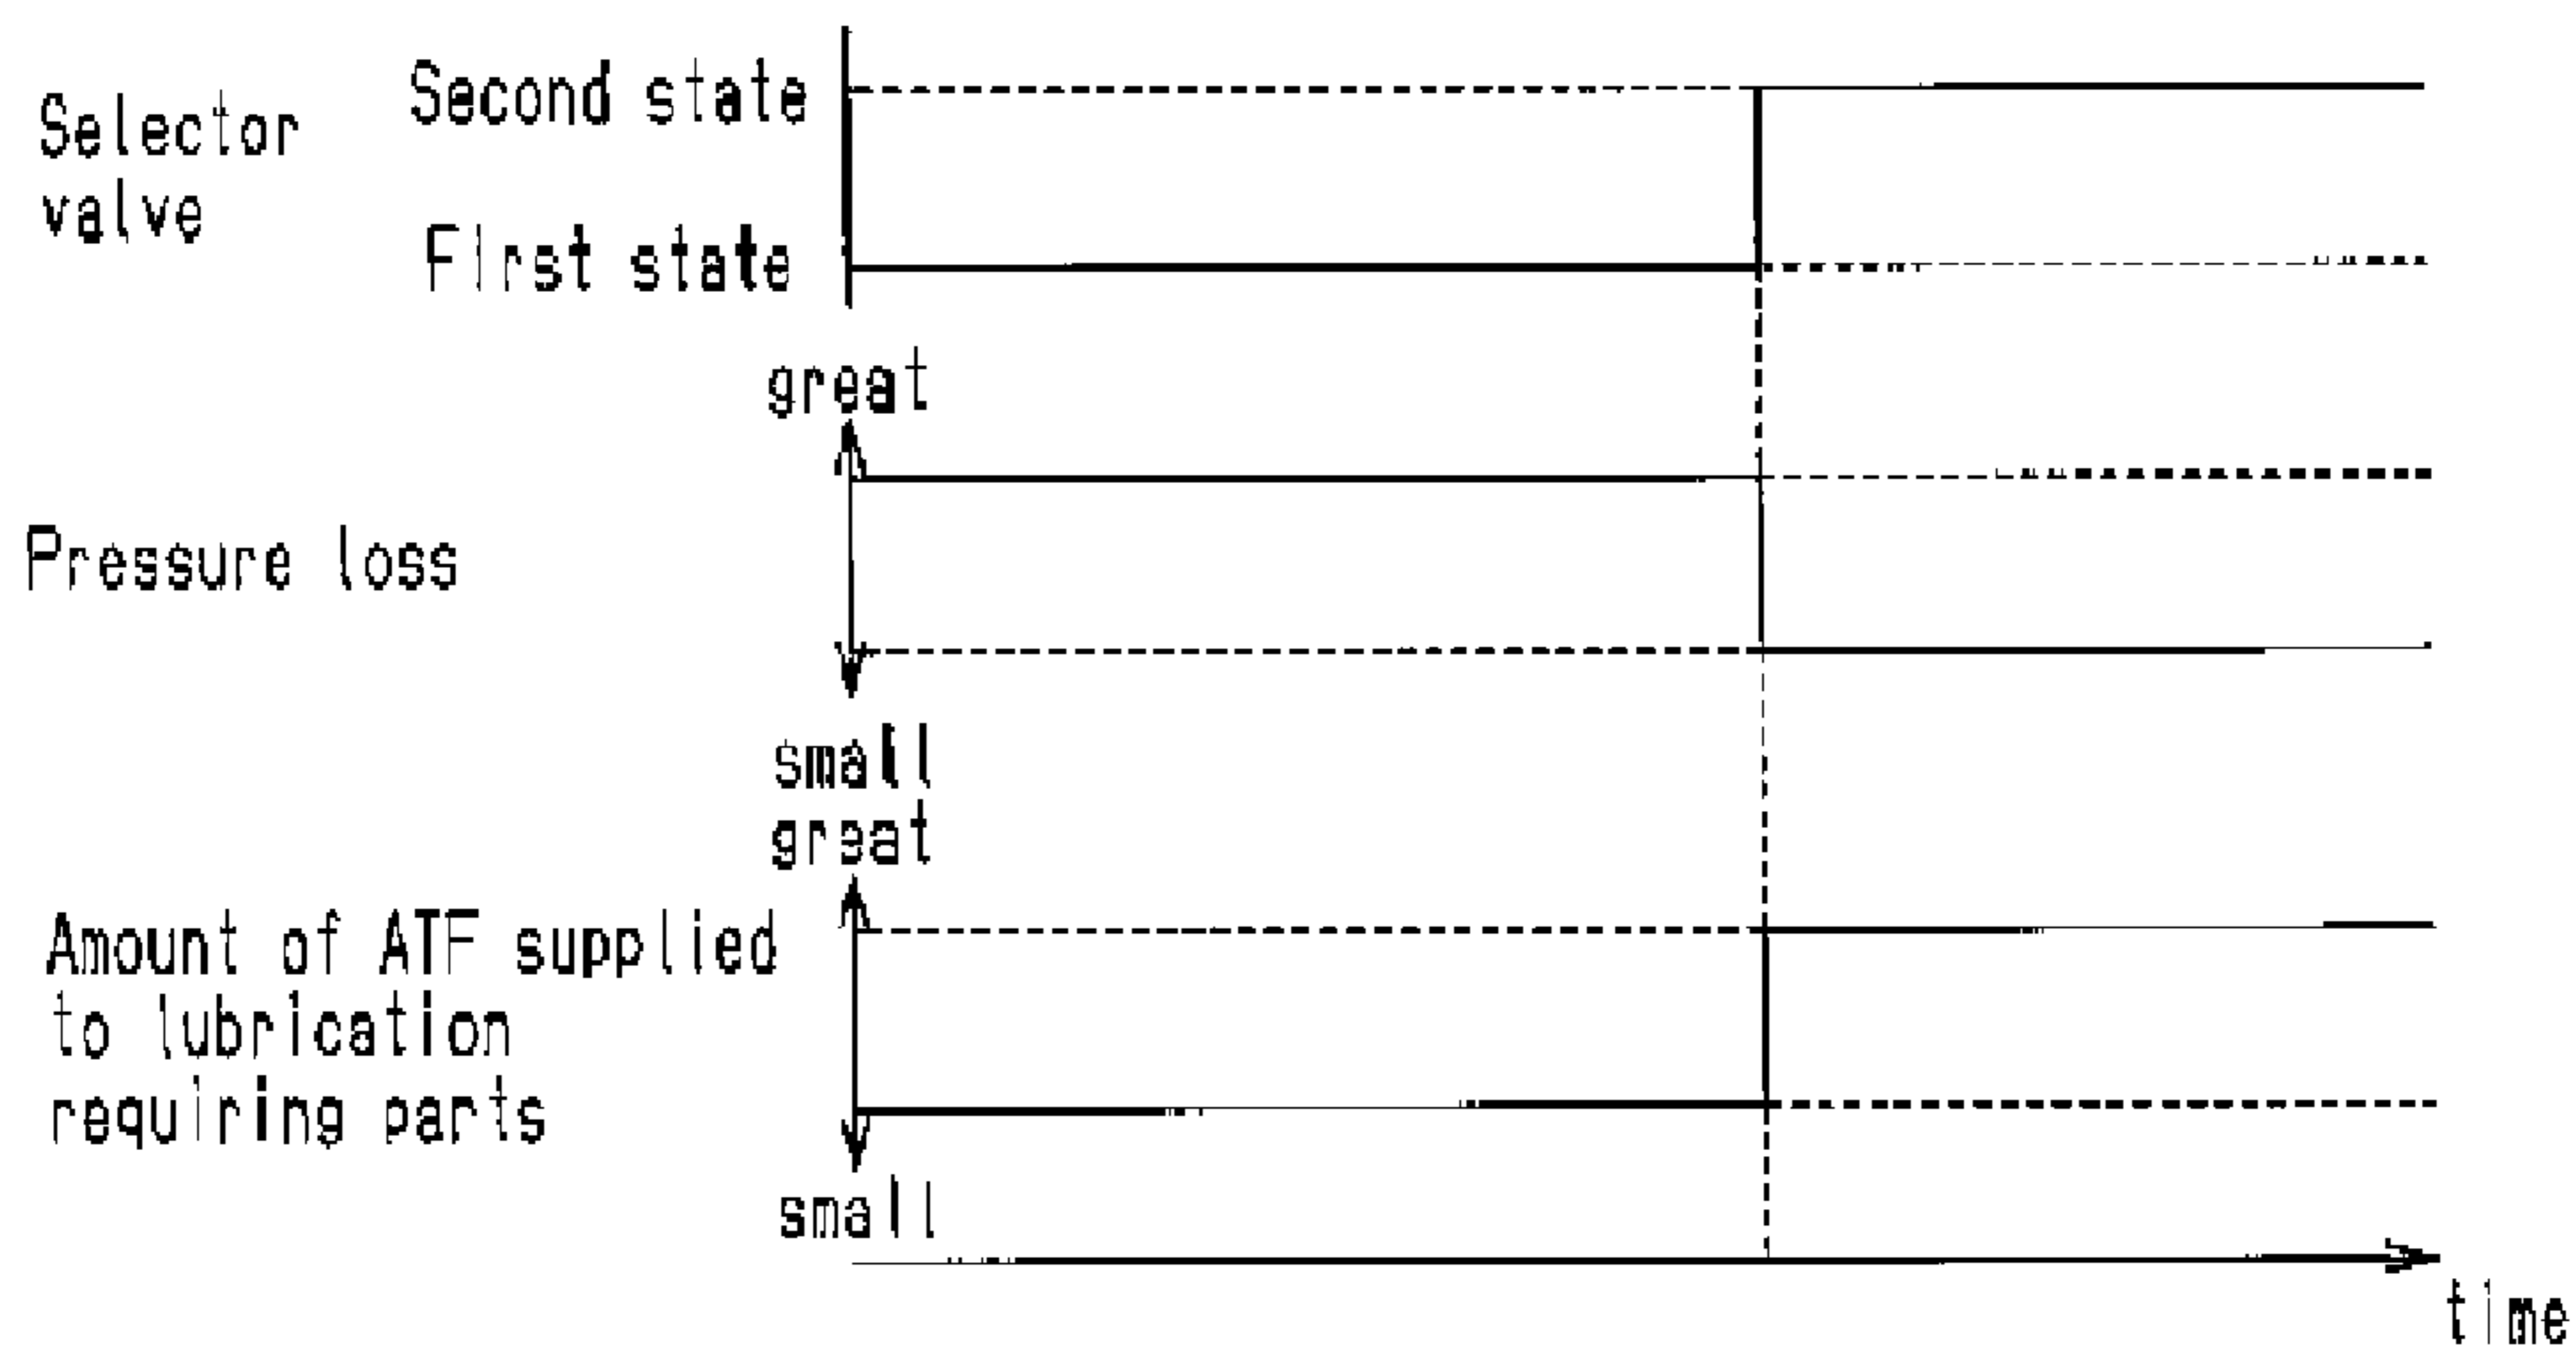 Selector
valve
Second state
First state
great
Pressure loss
small
great
Amount of ATF supplied
to lubrication
requiring parts
small
time